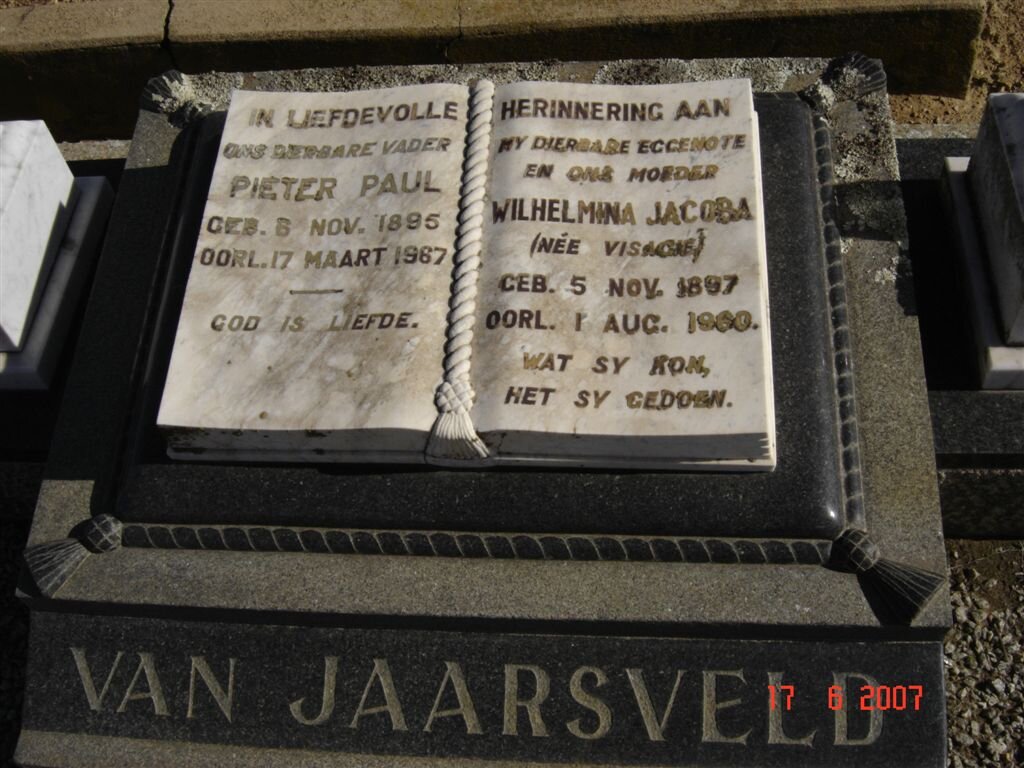 IN LIEFDEVOLLE
ONS DIERBARE VADER
PIETER PAUL
GEB. 6 NOV. 1895
OORL. 17 MAART 1967
GOD IS LIEFDE.
HERINNERING AAN
MY DIERBARE EGGENOTE
EN ONS MOEDER
WILHELMINA JACOBA
(NÉE VISAGIE)
GEB. 5 NOV. 1897
OORL. 1 AUG. 1960.
WAT SY KON,
HET SY GEDOEN.
VAN JAARSVELD
17 6 2007